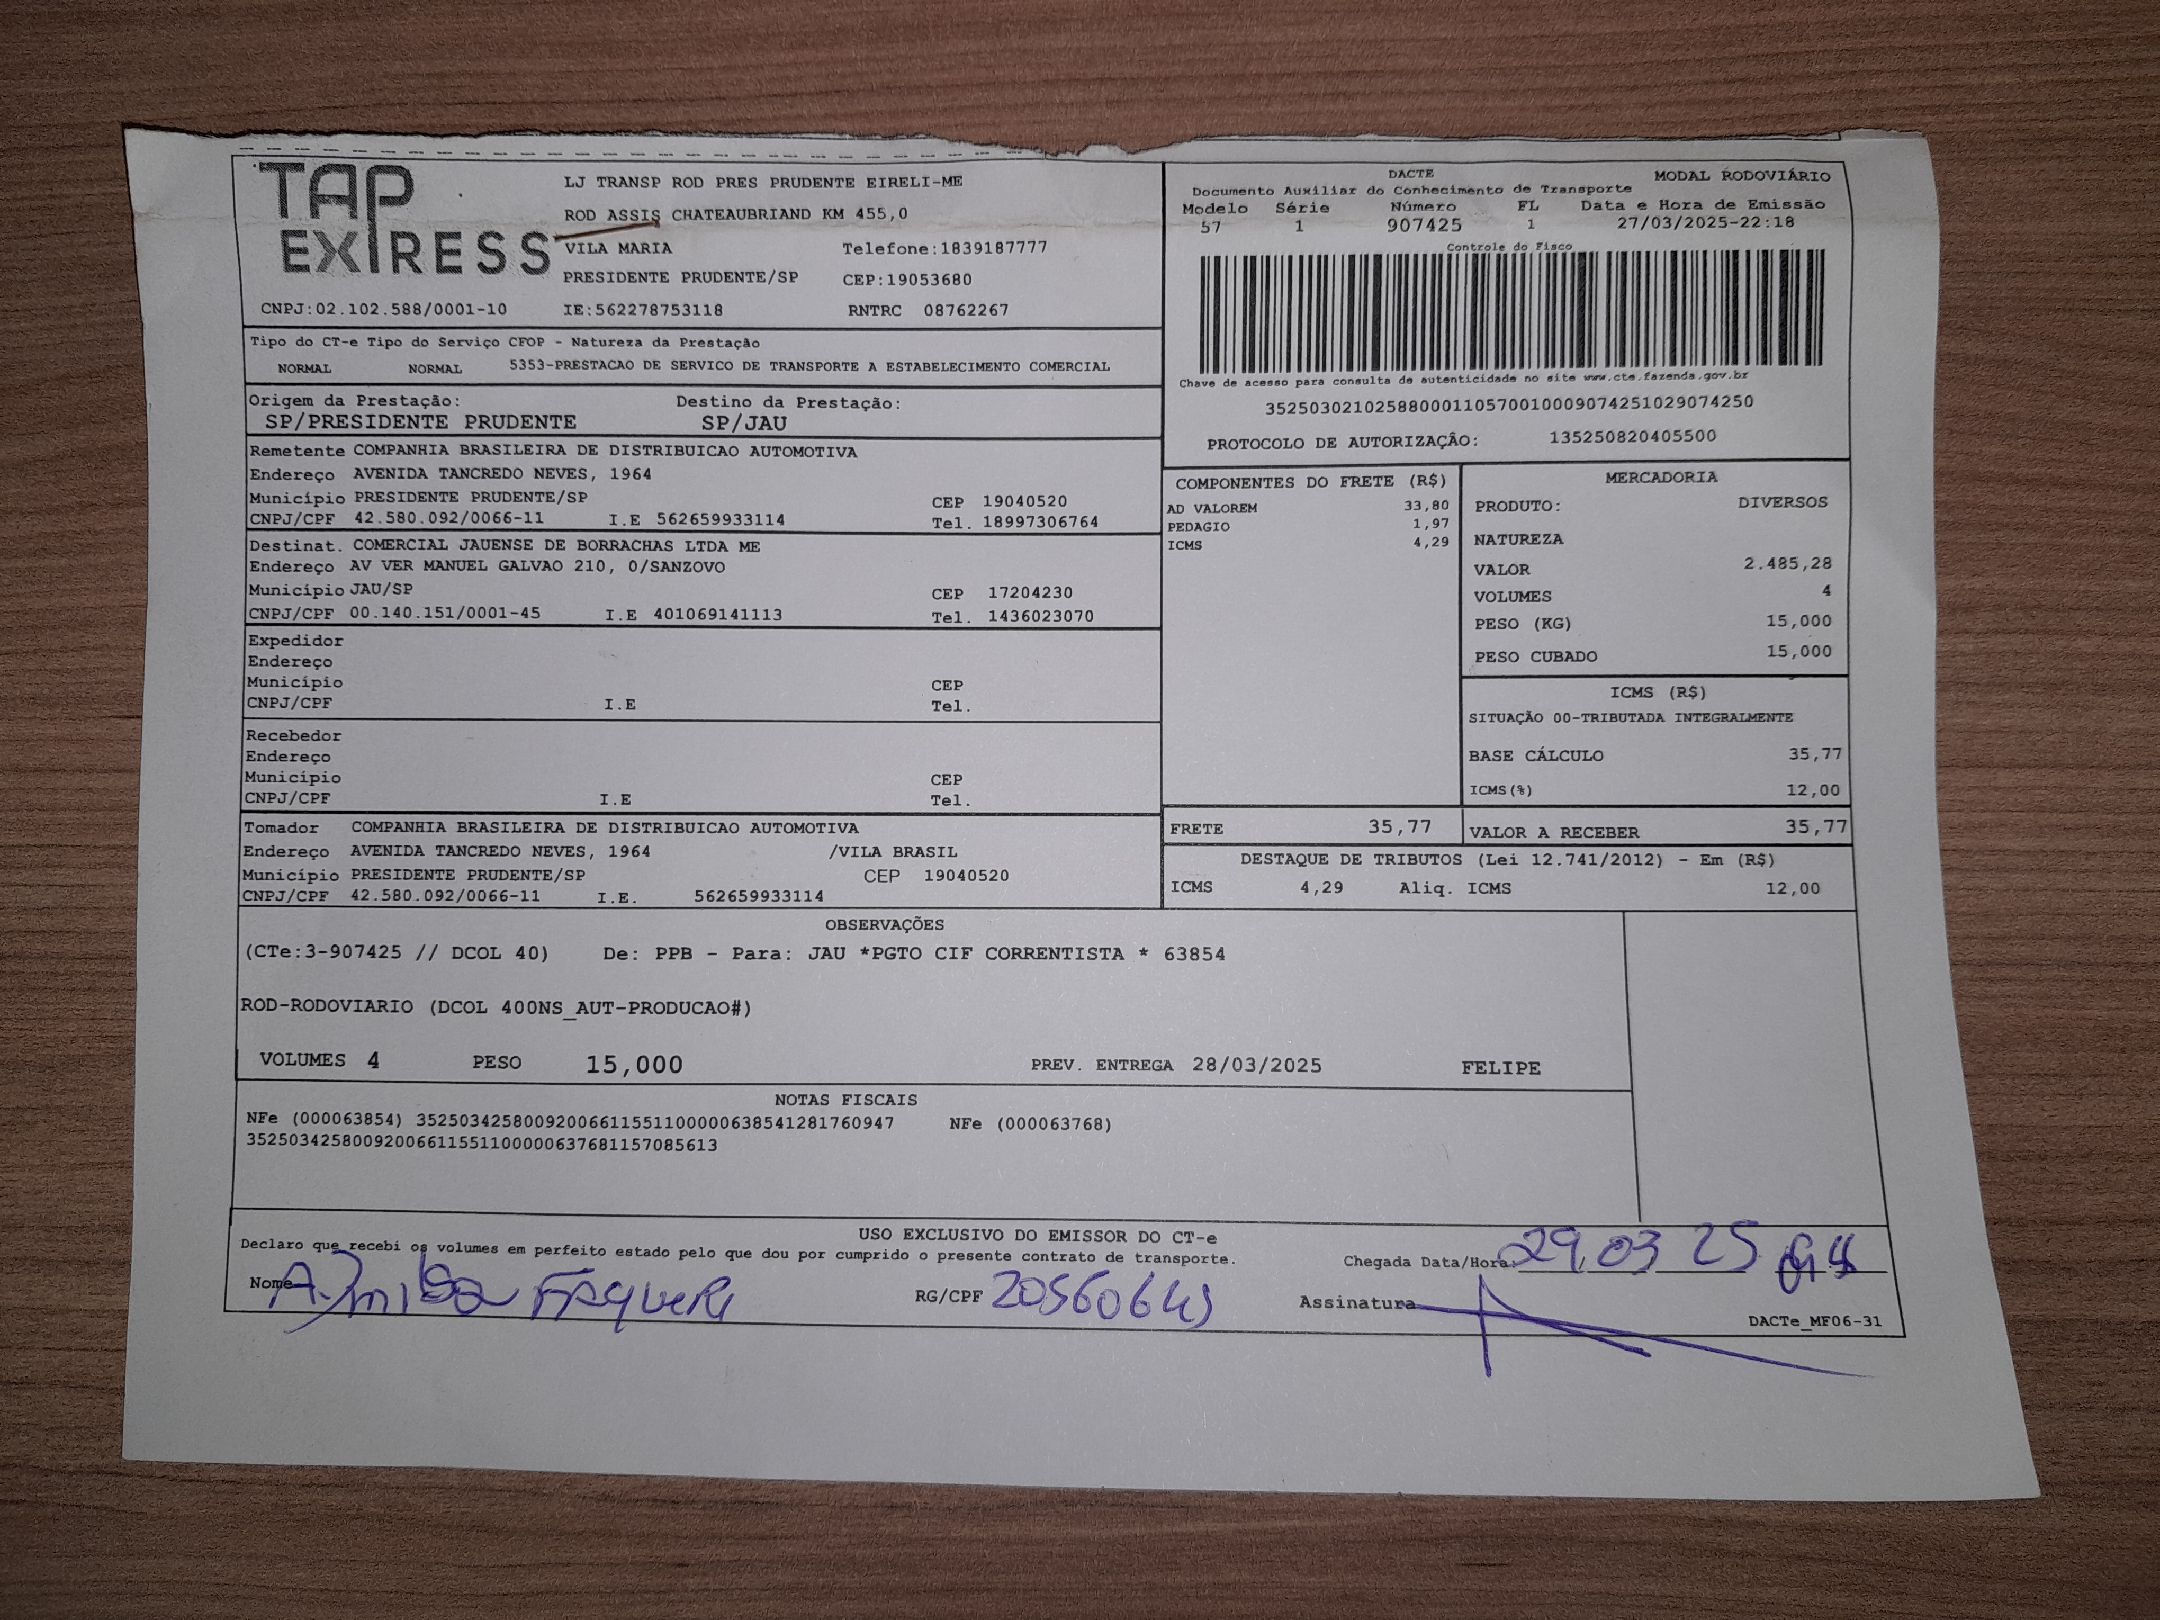 TAP EXPRESS
LJ TRANSP ROD PRES PRUDENTE EIRELI-ME
ROD ASSIS CHATEAUBRIAND KM 455,0
VILA MARIA Telefone:1839187777
PRESIDENTE PRUDENTE/SP CEP:19053680
CNPJ:02.102.588/0001-10 IE:562278753118 RNTRC 08762267
DACTE MODAL RODOVIÁRIO
Documento Auxiliar do Conhecimento de Transporte
Modelo Série Número FL Data e Hora de Emissão
57 1 907425 1 27/03/2025-22:18
Controle do Fisco
Chave de acesso para consulta de autenticidade no site www.cte.fazenda.gov.br
35250302102588000110570010009074251029074250
PROTOCOLO DE AUTORIZAÇÂO: 135250820405500
Tipo do CT-e Tipo do Serviço CFOP - Natureza da Prestação
NORMAL NORMAL 5353-PRESTACAO DE SERVICO DE TRANSPORTE A ESTABELECIMENTO COMERCIAL
Origem da Prestação: Destino da Prestação:
SP/PRESIDENTE PRUDENTE SP/JAU
Remetente COMPANHIA BRASILEIRA DE DISTRIBUICAO AUTOMOTIVA
Endereço AVENIDA TANCREDO NEVES, 1964
Município PRESIDENTE PRUDENTE/SP CEP 19040520
CNPJ/CPF 42.580.092/0066-11 I.E 562659933114 Tel. 18997306764
Destinat. COMERCIAL JAUENSE DE BORRACHAS LTDA ME
Endereço AV VER MANUEL GALVAO 210, 0/SANZOVO
Município JAU/SP CEP 17204230
CNPJ/CPF 00.140.151/0001-45 I.E 401069141113 Tel. 1436023070
Expedidor
Endereço
Município CEP
CNPJ/CPF I.E Tel.
Recebedor
Endereço
Município CEP
CNPJ/CPF I.E Tel.
Tomador COMPANHIA BRASILEIRA DE DISTRIBUICAO AUTOMOTIVA
Endereço AVENIDA TANCREDO NEVES, 1964 /VILA BRASIL
Município PRESIDENTE PRUDENTE/SP CEP 19040520
CNPJ/CPF 42.580.092/0066-11 I.E. 562659933114
COMPONENTES DO FRETE (R$)
AD VALOREM 33,80
PEDAGIO 1,97
ICMS 4,29
MERCADORIA
PRODUTO: DIVERSOS
NATUREZA
VALOR 2.485,28
VOLUMES 4
PESO (KG) 15,000
PESO CUBADO 15,000
ICMS (R$)
SITUAÇÃO 00-TRIBUTADA INTEGRALMENTE
BASE CÁLCULO 35,77
ICMS(%) 12,00
FRETE 35,77 VALOR A RECEBER 35,77
DESTAQUE DE TRIBUTOS (Lei 12.741/2012) - Em (R$)
ICMS 4,29 Aliq. ICMS 12,00
OBSERVAÇÕES
(CTe:3-907425 // DCOL 40) De: PPB - Para: JAU *PGTO CIF CORRENTISTA * 63854
ROD-RODOVIARIO (DCOL 400NS_AUT-PRODUCAO#)
VOLUMES 4 PESO 15,000 PREV. ENTREGA 28/03/2025 FELIPE
NOTAS FISCAIS
NFe (000063854) 35250342580092006611551100000638541281760947 NFe (000063768)
35250342580092006611551100000637681157085613
USO EXCLUSIVO DO EMISSOR DO CT-e
Declaro que recebi os volumes em perfeito estado pelo que dou por cumprido o presente contrato de transporte.
Chegada Data/Hora: 29.03 25
Nome RG/CPF Assinatura
DACTe_MF06-31